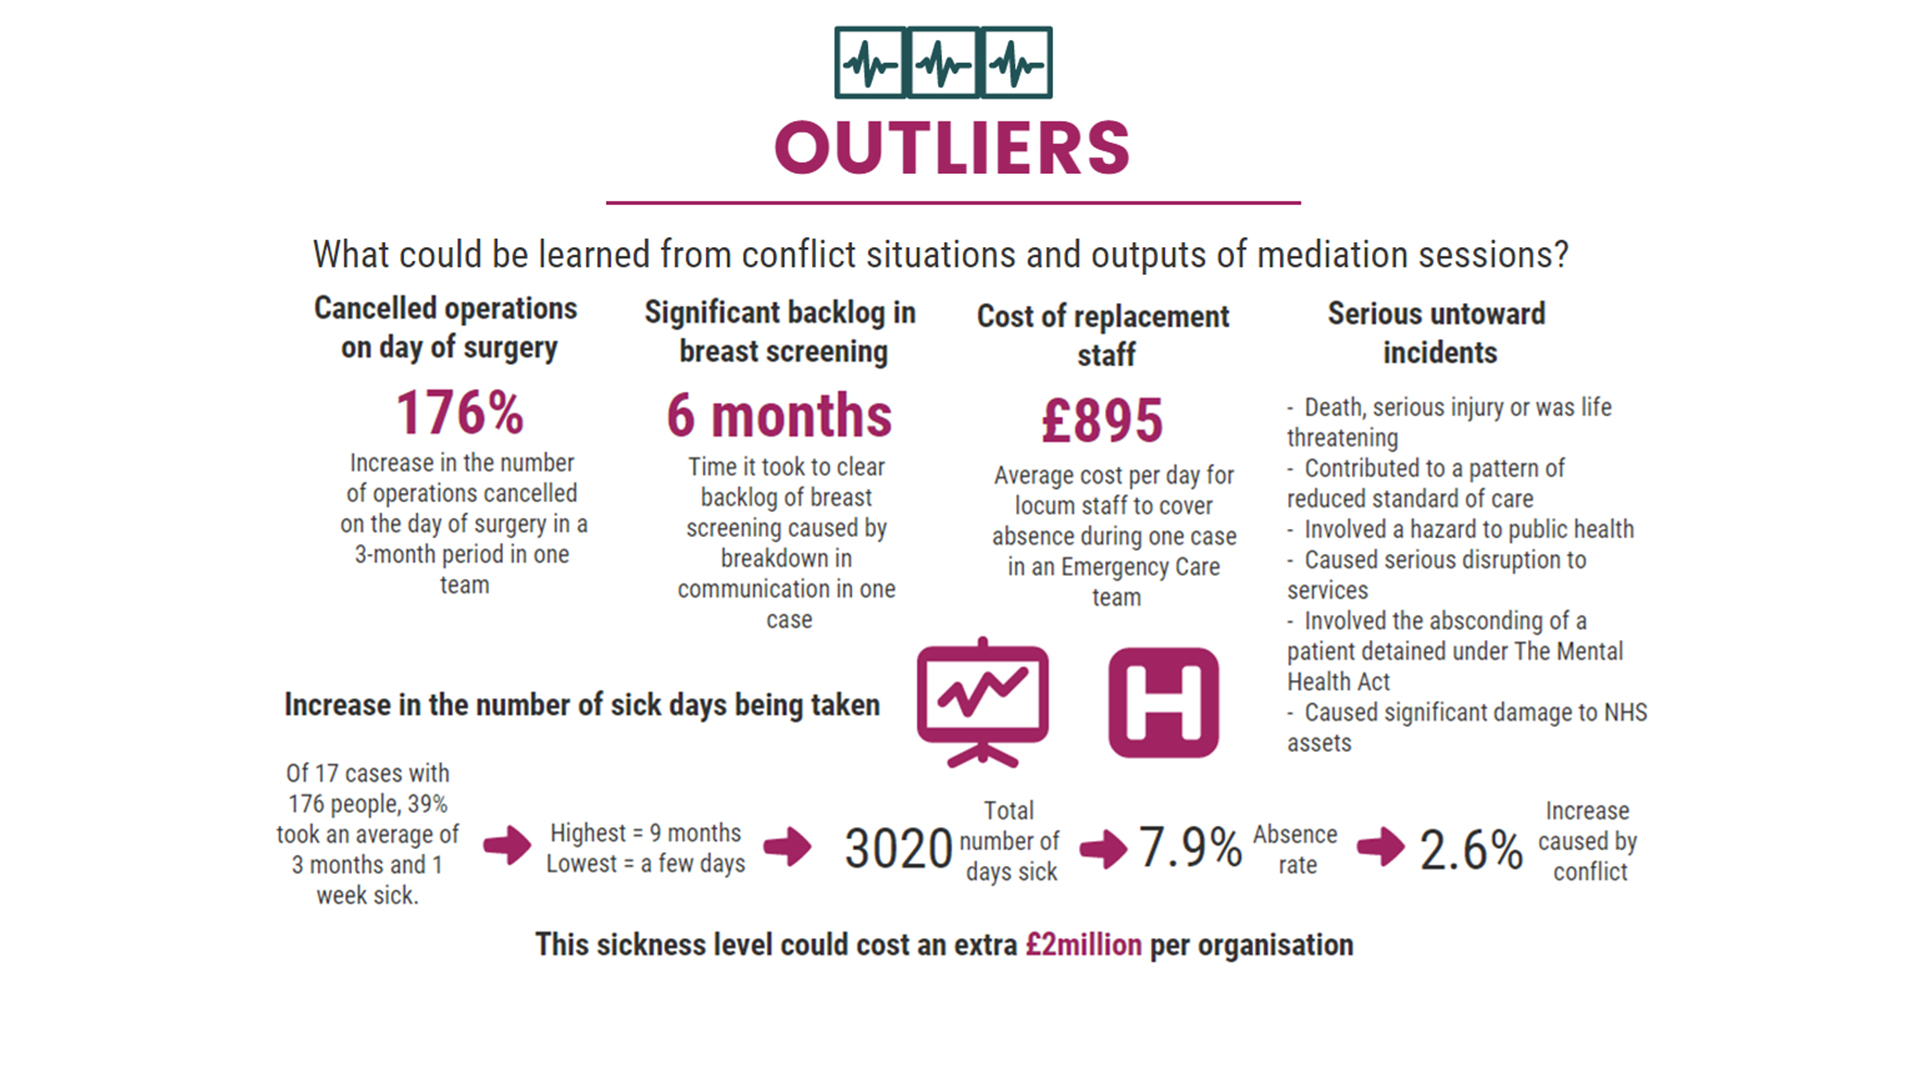 OUTLIERS
What could be learned from conflict situations and outputs of mediation sessions?
Cancelled operations
on day of surgery
176%
Increase in the number
of operations cancelled
on the day of surgery in a
3-month period in one
team
Significant backlog in
breast screening
6 months
Time it took to clear
backlog of breast
screening caused by
breakdown in
communication in one
case
Cost of replacement
staff
£895
Average cost per day for
locum staff to cover
absence during one case
in an Emergency Care
team
Serious untoward
incidents
- Death, serious injury or was life
threatening
- Contributed to a pattern of
reduced standard of care
- Involved a hazard to public health
- Caused serious disruption to
services
- Involved the absconding of a
patient detained under The Mental
Health Act
- Caused significant damage to NHS
assets
H
Increase in the number of sick days being taken
Of 17 cases with
176 people, 39%
took an average of
3 months and 1
week sick.
Highest = 9 months
Lowest = a few days
3020
Total
number of
days sick
7.9%
Absence
rate
2.6%
Increase
caused by
conflict
This sickness level could cost an extra £2million per organisation